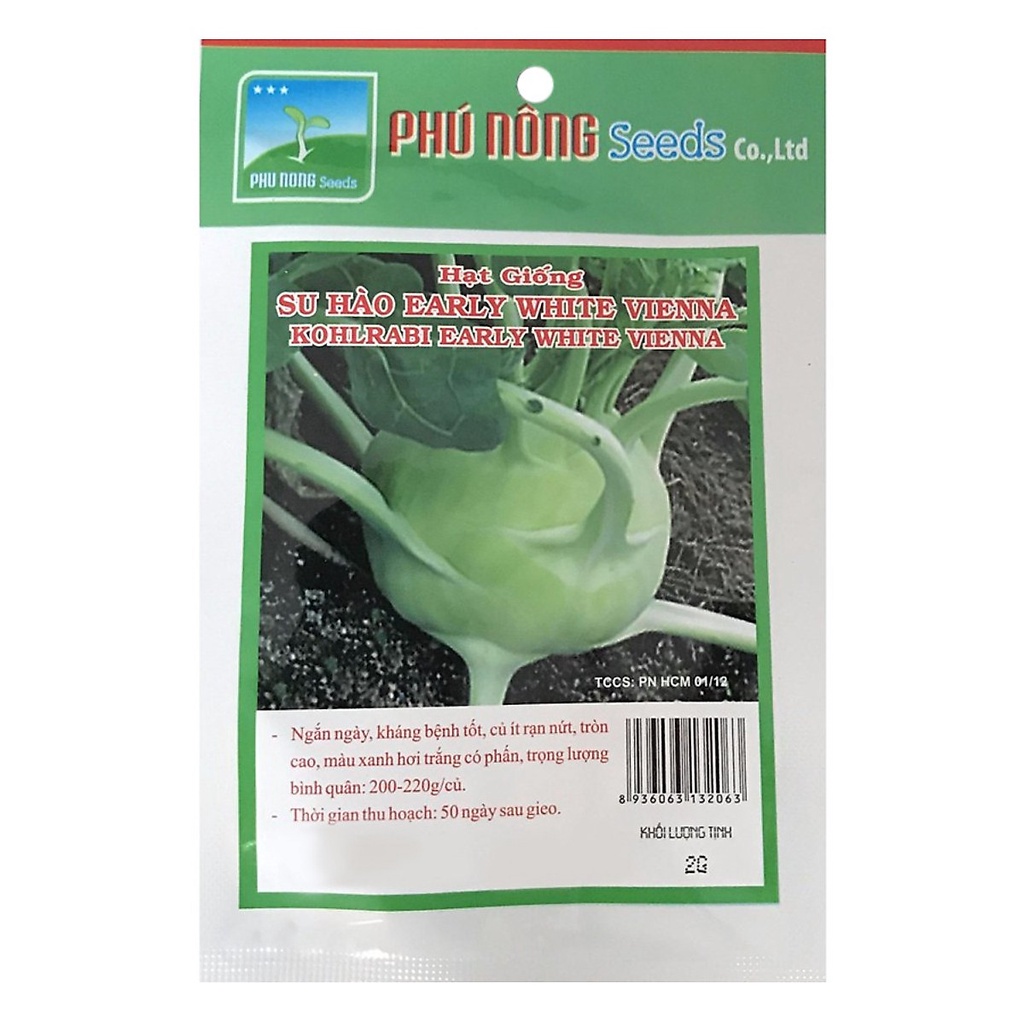 PHU NONG Seeds
PHÚ NÔNG Seeds Co.,Ltd
Hạt Giống
SU HÀO EARLY WHITE VIENNA
KOHLRABI EARLY WHITE VIENNA
TCCS: PN HCM 01/12
- Ngắn ngày, kháng bệnh tốt, củ ít rạn nứt, tròn
cao, màu xanh hơi trắng có phấn, trọng lượng
bình quân: 200-220g/củ.
- Thời gian thu hoạch: 50 ngày sau gieo.
8 936063 132063
KHỐI LƯỢNG TỊNH
2G